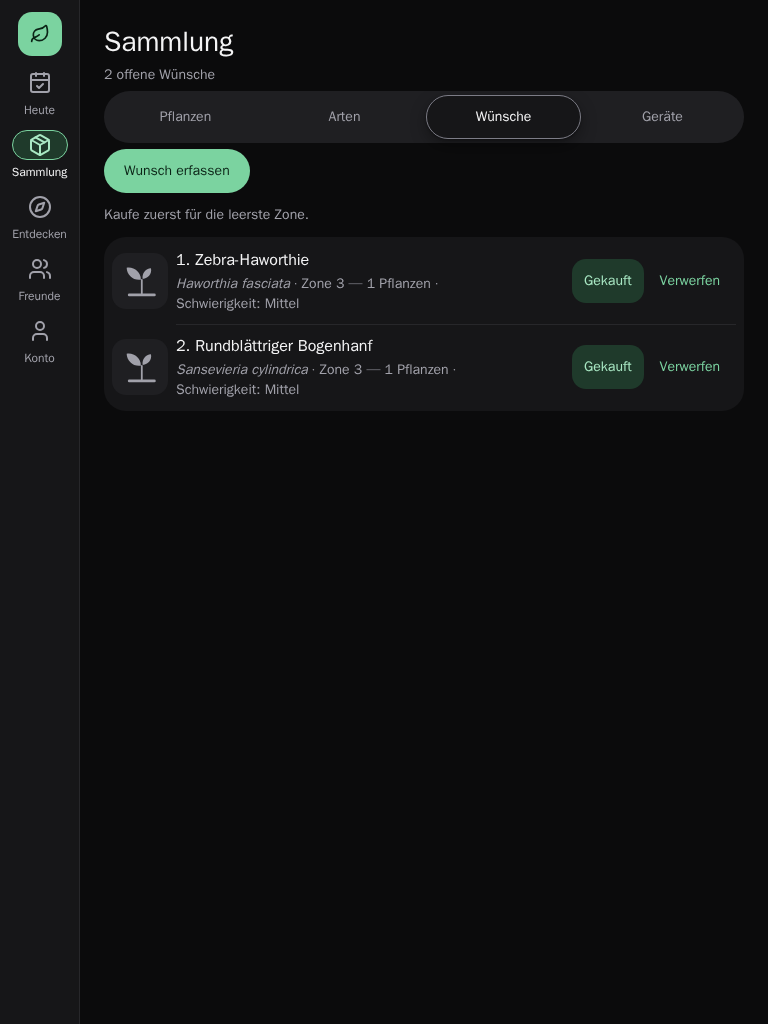 Sammlung
2 offene Wünsche
Pflanzen
Arten
Wünsche
Geräte
Wunsch erfassen
Kaufe zuerst für die leerste Zone.
1. Zebra-Haworthie
Haworthia fasciata · Zone 3 — 1 Pflanzen ·
Schwierigkeit: Mittel
Gekauft
Verwerfen
2. Rundblättriger Bogenhanf
Sansevieria cylindrica · Zone 3 — 1 Pflanzen ·
Schwierigkeit: Mittel
Gekauft
Verwerfen
Heute
Sammlung
Entdecken
Freunde
Konto